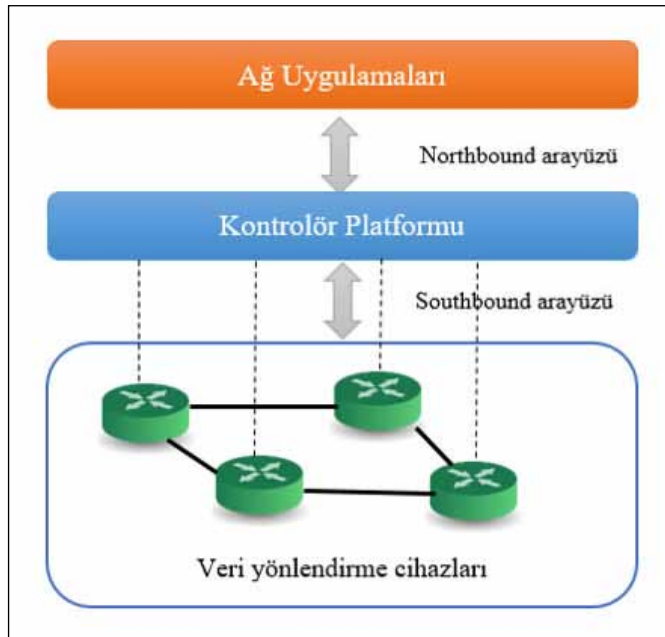 Ağ Uygulamaları
Northbound arayüzü
Kontrolör Platformu
Southbound arayüzü
Veri yönlendirme cihazları